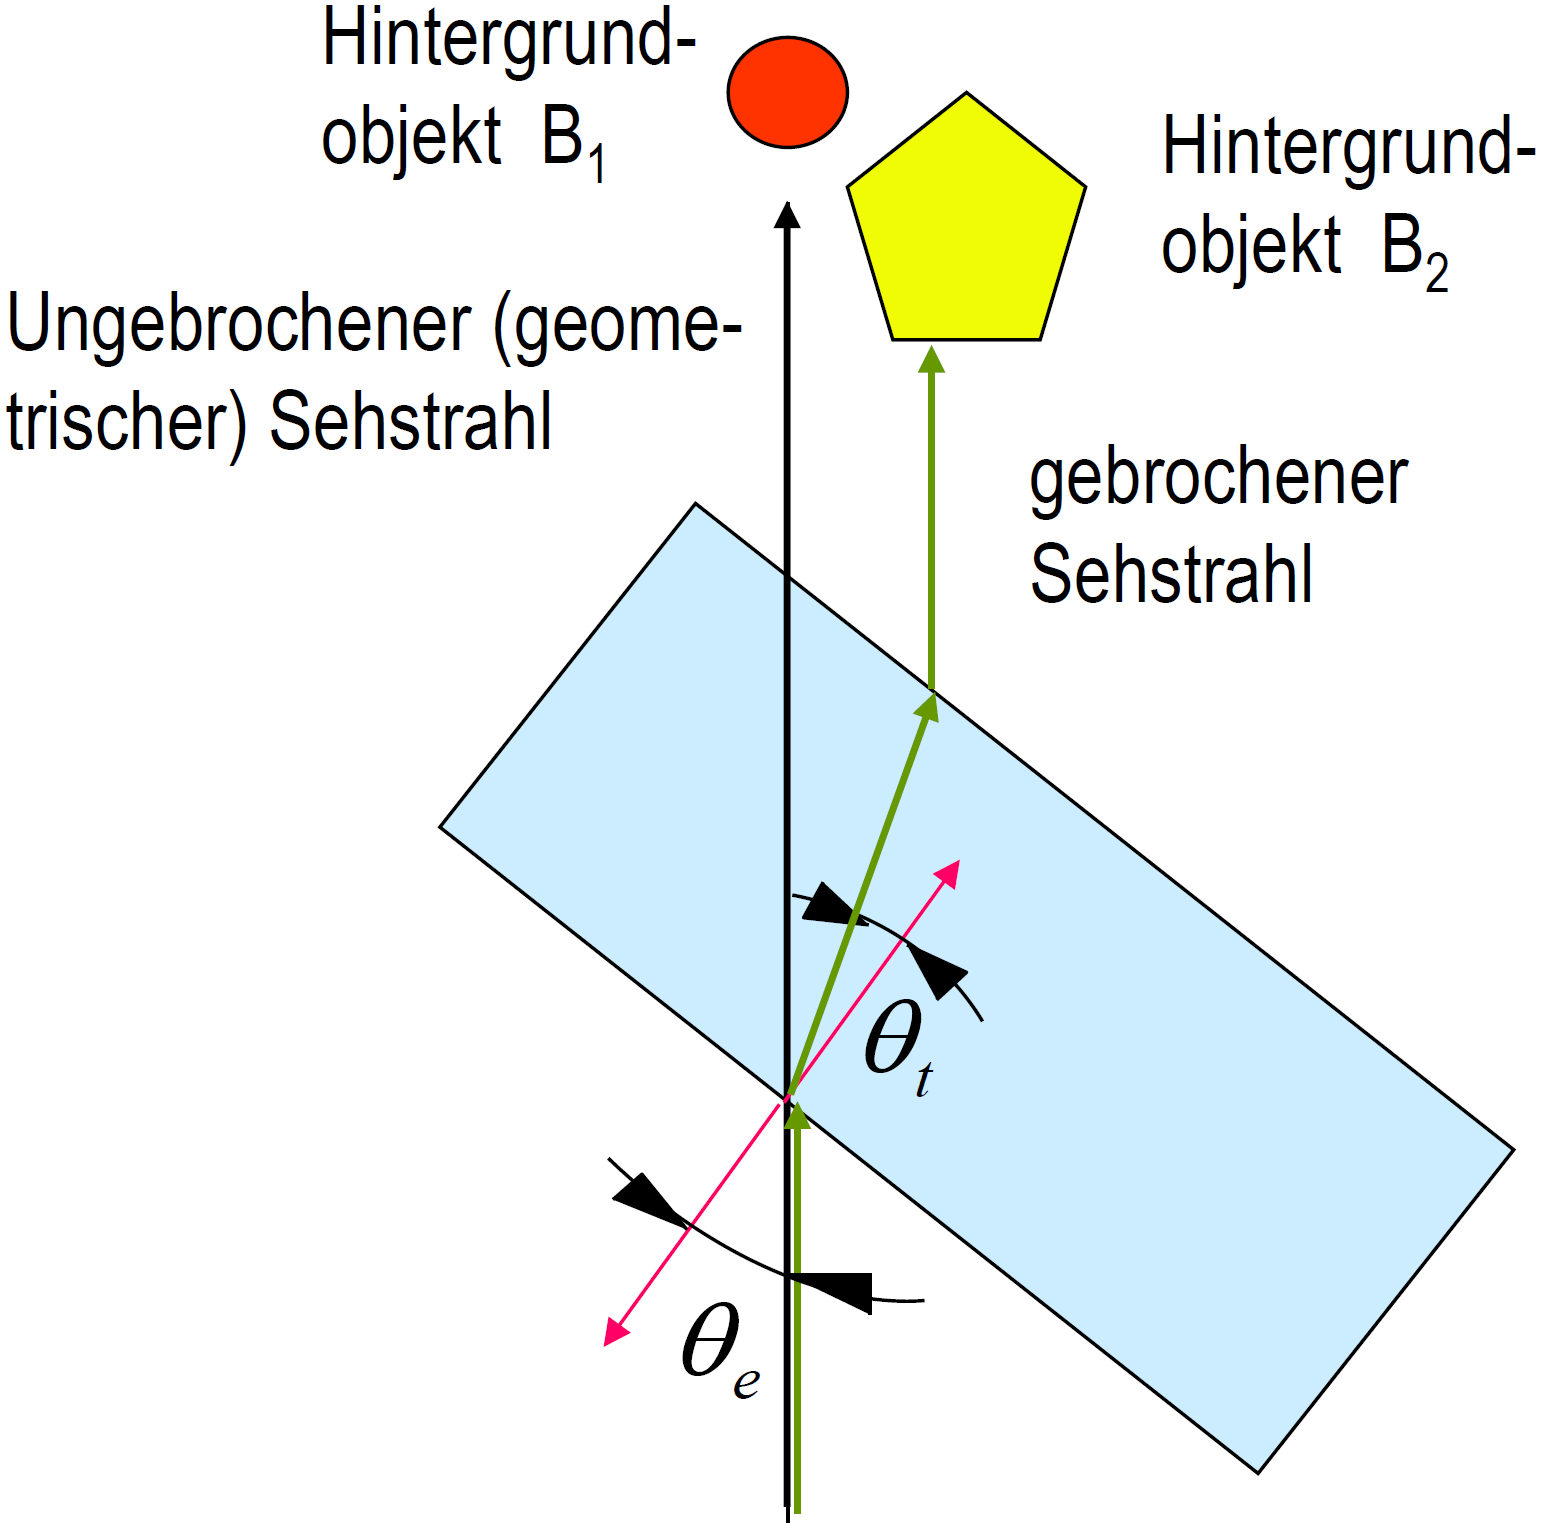 Hintergrund-
objekt B₁
Hintergrund-
objekt B₂
Ungebrochener (geome-
trischer) Sehstrahl
gebrochener
Sehstrahl
θₜ
θₑ